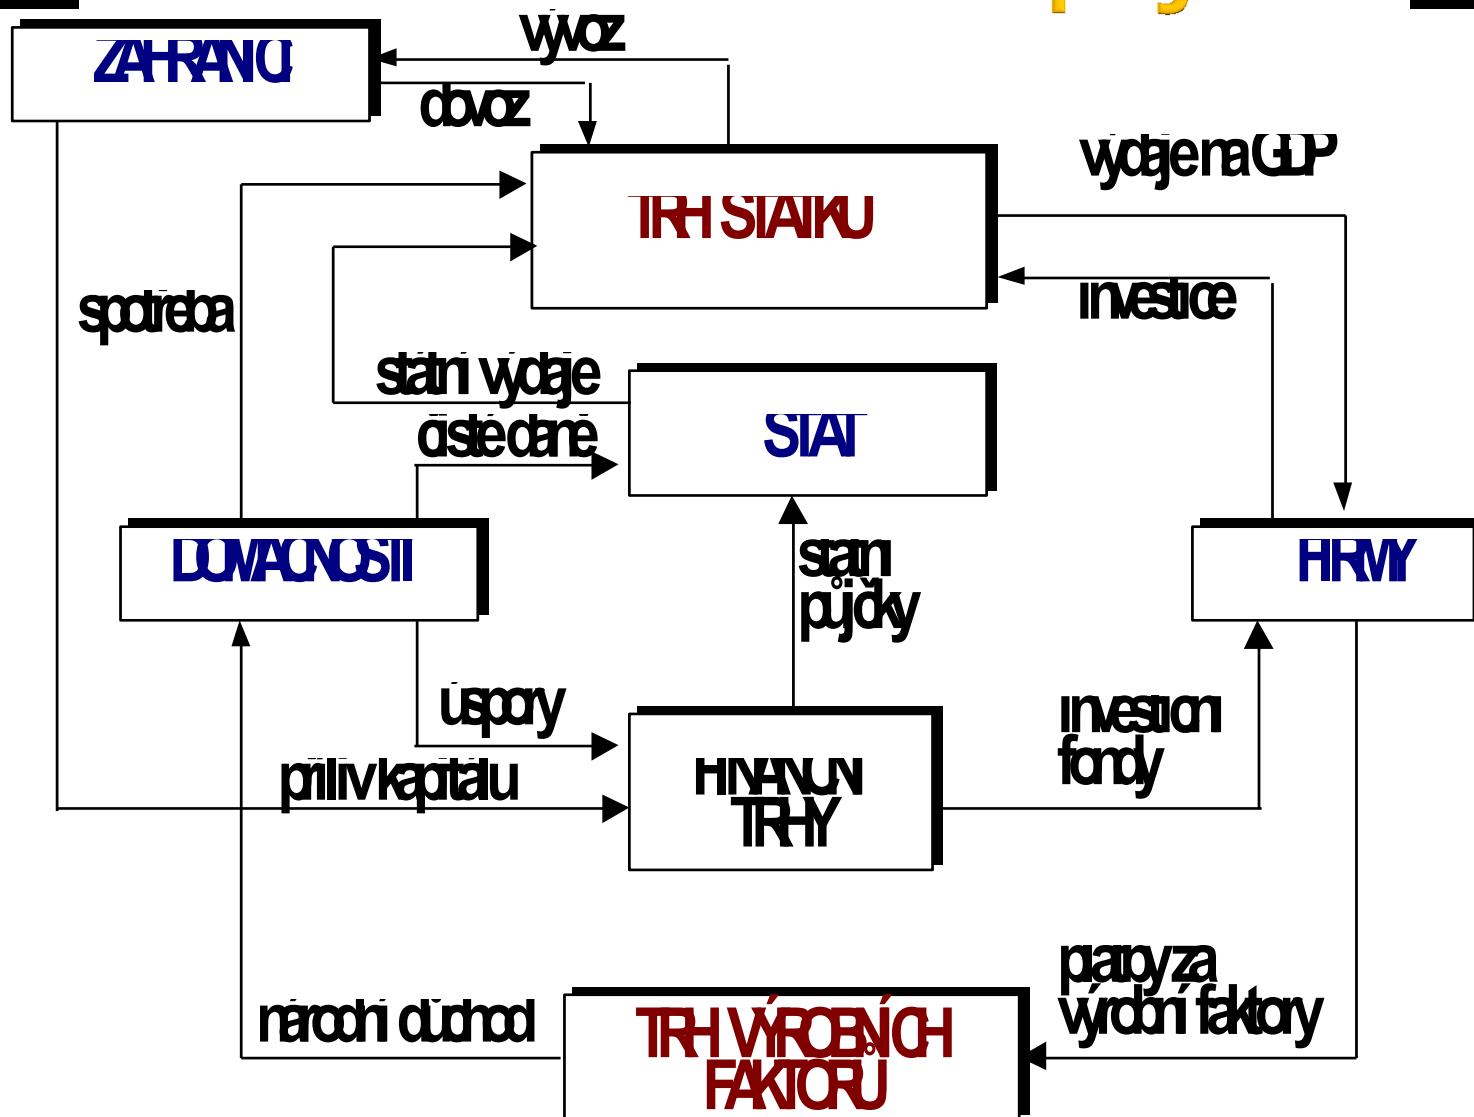 vývoz
ZAHRANIČÍ
dovoz
výdaje na GDP
TRH STATKŮ
investice
spotřeba
státní výdaje
STÁT
čisté daně
DOMÁCNOSTI
FIRMY
státní
půjčky
úspory
investiční
fondy
příliv kapitálu
FINANČNÍ
TRHY
platby za
výrobní faktory
národní důchod
TRH VÝROBNÍCH
FAKTORŮ